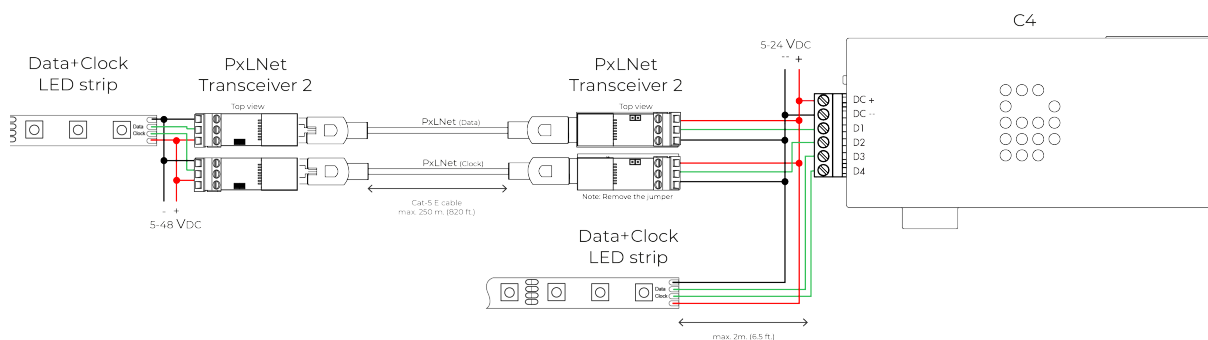 C4
5-24 VDC
-- +
Data+Clock
LED strip
PxLNet
Transceiver 2
Top view
PxLNet
Transceiver 2
Top view
DC +
DC --
D1
D2
D3
D4
Data
Clock
PxLNet (Data)
PxLNet (Clock)
Cat-5 E cable
max. 250 m. (820 ft.)
Note: Remove the jumper
- +
5-48 VDC
Data+Clock
LED strip
Data
Clock
max. 2m. (6.5 ft.)